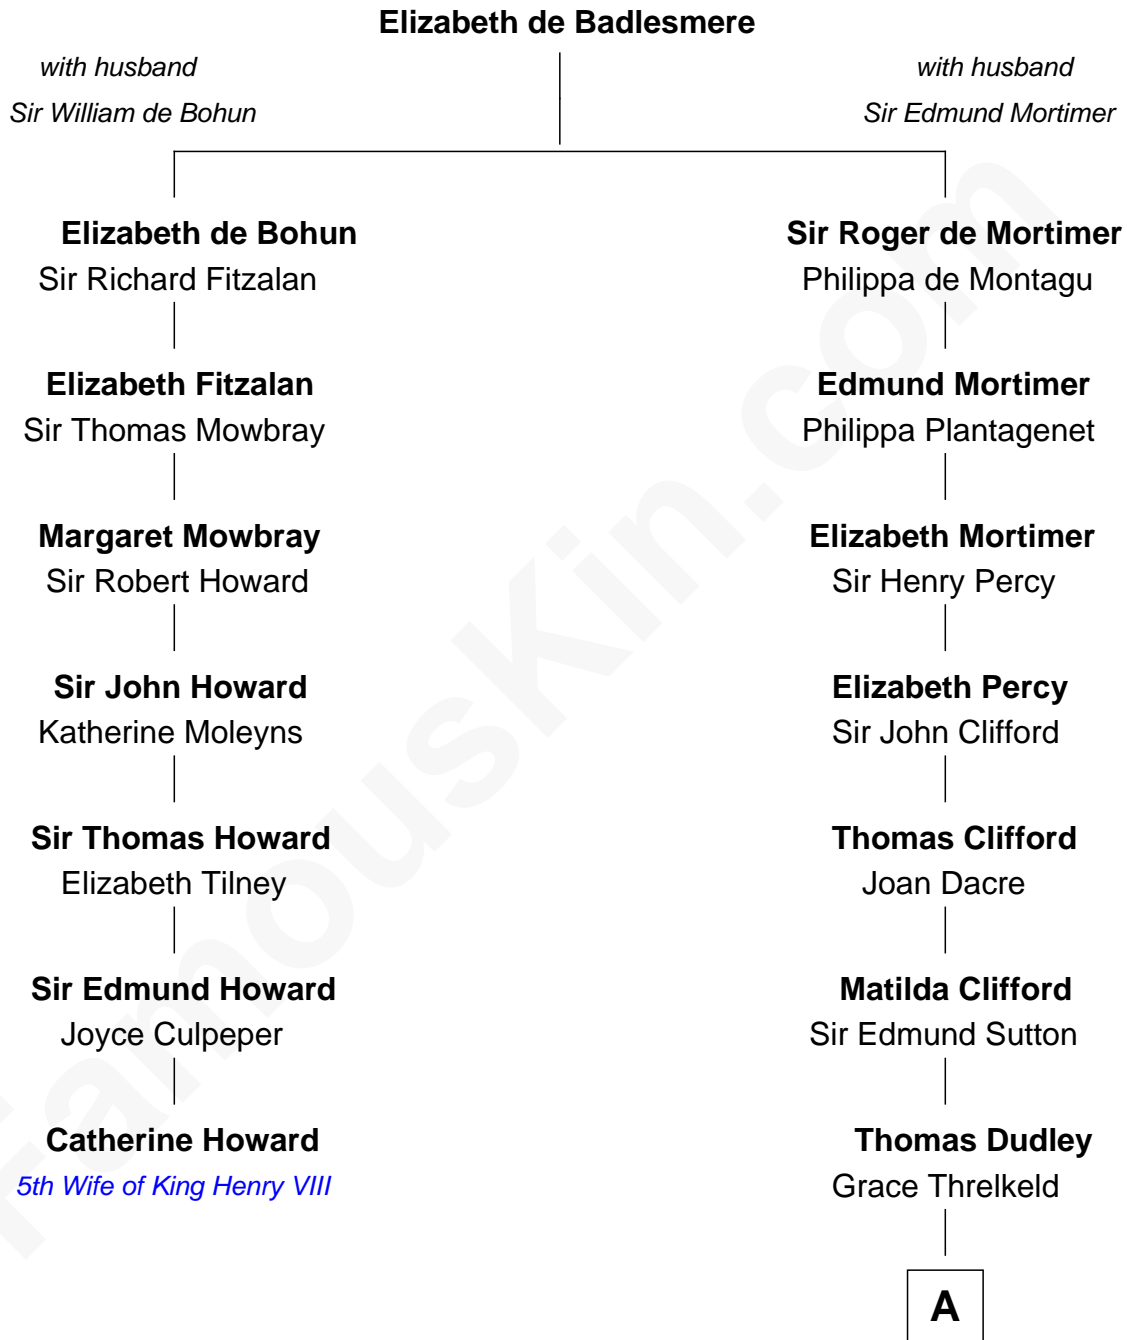 Elizabeth de Badlesmere
with husband
Sir William de Bohun
with husband
Sir Edmund Mortimer
Elizabeth de Bohun
Sir Richard Fitzalan
Sir Roger de Mortimer
Philippa de Montagu
Elizabeth Fitzalan
Sir Thomas Mowbray
Edmund Mortimer
Philippa Plantagenet
Margaret Mowbray
Sir Robert Howard
Elizabeth Mortimer
Sir Henry Percy
Sir John Howard
Katherine Moleyns
Elizabeth Percy
Sir John Clifford
Sir Thomas Howard
Elizabeth Tilney
Thomas Clifford
Joan Dacre
Sir Edmund Howard
Joyce Culpeper
Matilda Clifford
Sir Edmund Sutton
Catherine Howard
5th Wife of King Henry VIII
Thomas Dudley
Grace Threlkeld
A
FamousKin.com